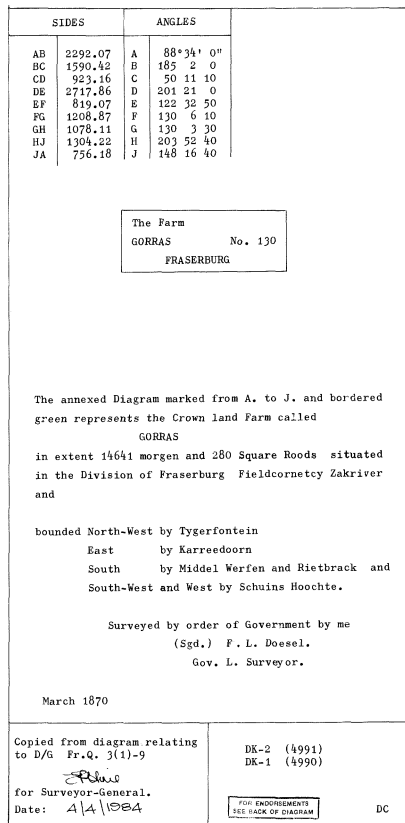 SIDES ANGLES
AB 2292.07 A 88°34' 0"
BC 1590.42 B 185 2 0
CD 923.16 C 50 11 10
DE 2717.86 D 201 21 0
EF 819.07 E 122 32 50
FG 1208.87 F 130 6 10
GH 1078.11 G 130 3 30
HJ 1304.22 H 203 52 40
JA 756.18 J 148 16 40
The Farm
GORRAS No. 130
FRASERBURG
The annexed Diagram marked from A. to J. and bordered
green represents the Crown land Farm called
GORRAS
in extent 14641 morgen and 280 Square Roods situated
in the Division of Fraserburg Fieldcornetcy Zakriver
and
bounded North-West by Tygerfontein
East by Karreedoorn
South by Middel Werfen and Rietbrack and
South-West and West by Schuins Hoochte.
Surveyed by order of Government by me
(Sgd.) F.L. Doesel.
Gov. L. Surveyor.
March 1870
Copied from diagram relating
to D/G Fr.Q. 3(1)-9
for Surveyor-General.
Date: 4/4/1984
DK-2 (4991)
DK-1 (4990)
FOR ENDORSEMENTS
SEE BACK OF DIAGRAM
DC